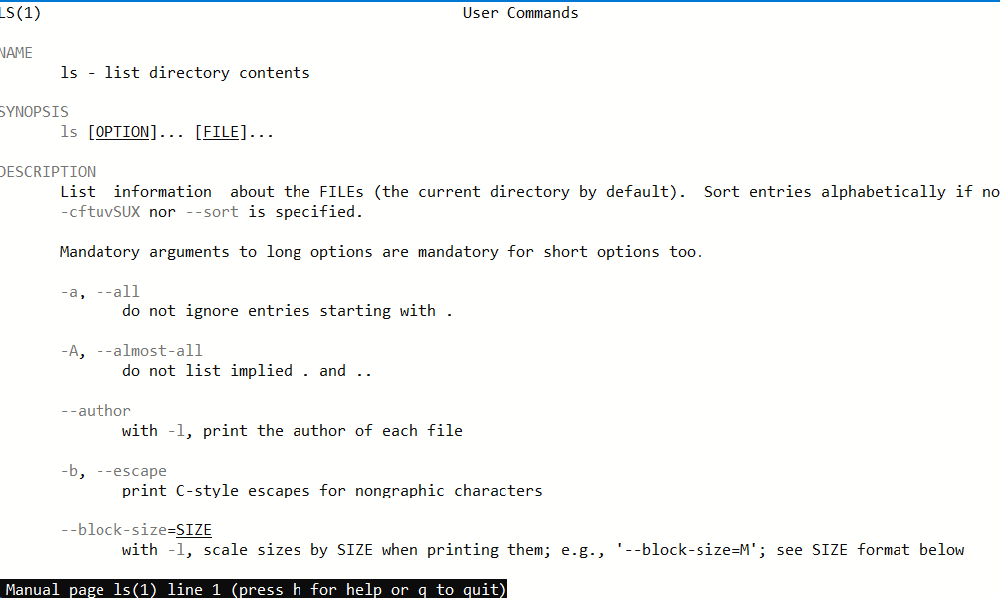 LS(1) User Commands
NAME
ls - list directory contents
SYNOPSIS
ls [OPTION]... [FILE]...
DESCRIPTION
List information about the FILEs (the current directory by default). Sort entries alphabetically if no
-cftuvSUX nor --sort is specified.
Mandatory arguments to long options are mandatory for short options too.
-a, --all
do not ignore entries starting with .
-A, --almost-all
do not list implied . and ..
--author
with -l, print the author of each file
-b, --escape
print C-style escapes for nongraphic characters
--block-size=SIZE
with -l, scale sizes by SIZE when printing them; e.g., '--block-size=M'; see SIZE format below
Manual page ls(1) line 1 (press h for help or q to quit)